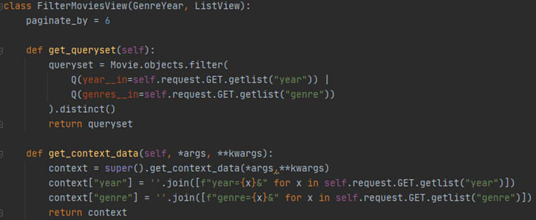 class FilterMoviesView(GenreYear, ListView):
    paginate_by = 6
    def get_queryset(self):
        queryset = Movie.objects.filter(
            Q(year__in=self.request.GET.getlist("year")) |
            Q(genres__in=self.request.GET.getlist("genre"))
        ).distinct()
        return queryset
    def get_context_data(self, *args, **kwargs):
        context = super().get_context_data(*args,**kwargs)
        context["year"] = ''.join([f"year={x}&" for x in self.request.GET.getlist("year")])
        context["genre"] = ''.join([f"genre={x}&" for x in self.request.GET.getlist("genre")])
        return context